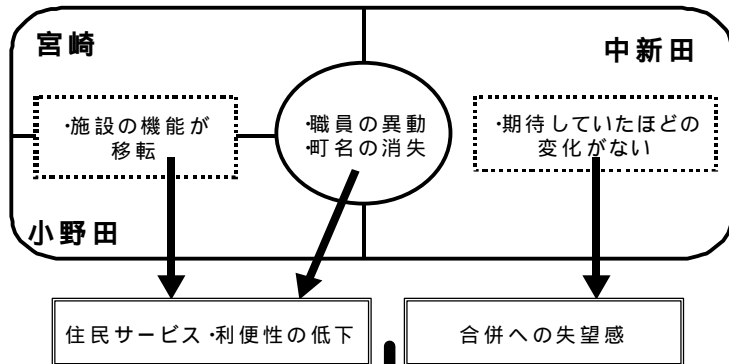 宮崎
中新田
・施設の機能が
移転
・職員の異動
・町名の消失
・期待していたほどの
変化がない
小野田
住民サービス・利便性の低下
合併への失望感